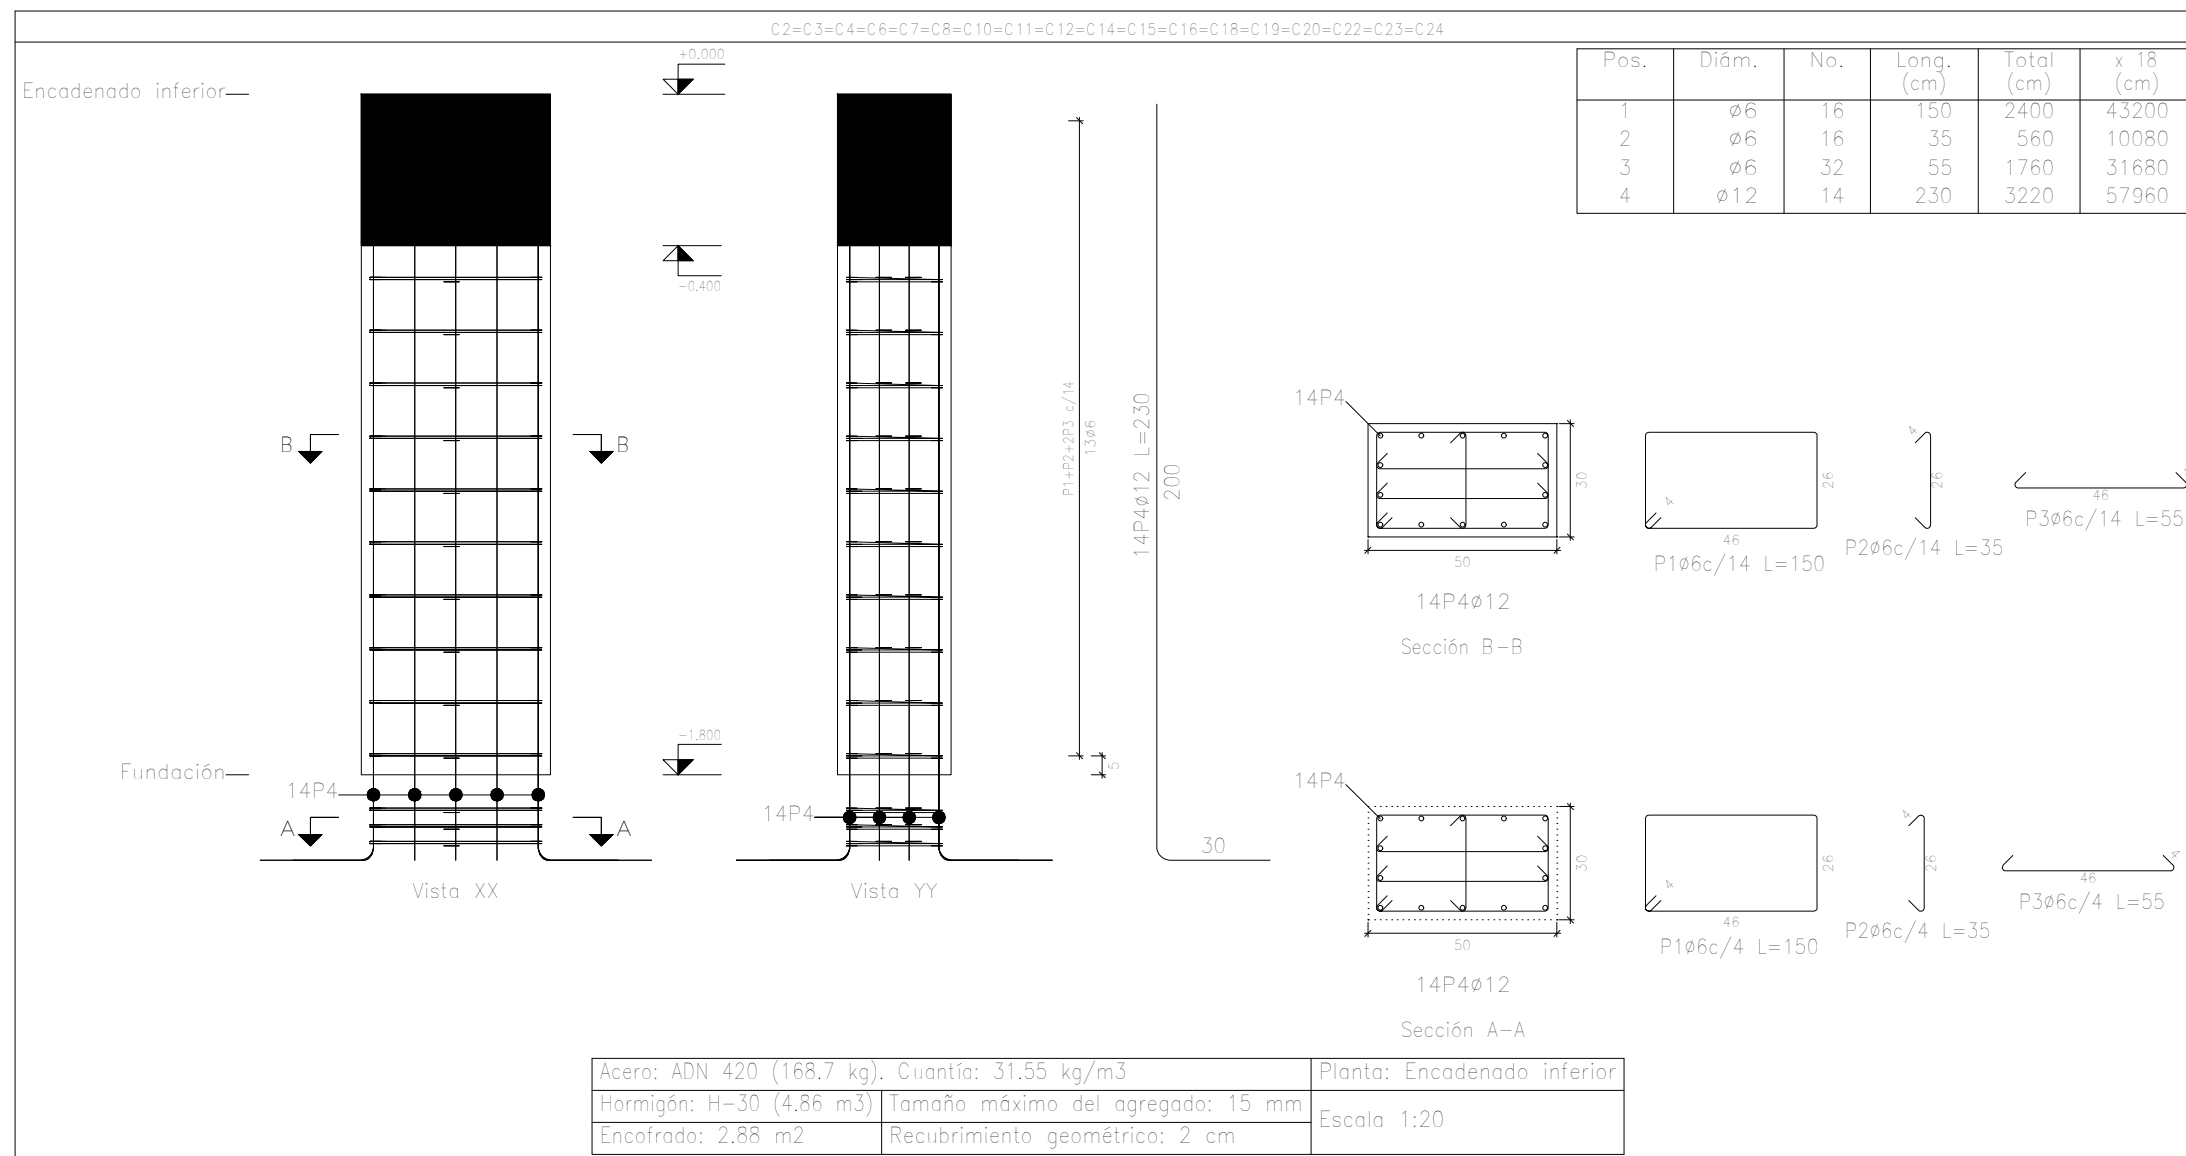 C2=C3=C4=C6=C7=C8=C10=C11=C12=C14=C15=C16=C18=C19=C20=C22=C23=C24
Encadenado inferior
+0.000
Pos. Diám. No. Long. (cm) Total (cm) x 18 (cm)
1 ø6 16 150 2400 43200
2 ø6 16 35 560 10080
3 ø6 32 55 1760 31680
4 ø12 14 230 3220 57960
-0.400
B B
P1+P2+2P3 c/14
13ø6
14P4ø12 L=230
200
14P4
30
50
14P4ø12
Sección B-B
4
26
46
P1ø6c/14 L=150
4
26
P2ø6c/14 L=35
46
P3ø6c/14 L=55
-1.800
Fundación
5
14P4
14P4
A A
30
Vista XX
Vista YY
14P4
30
50
14P4ø12
Sección A-A
4
26
46
P1ø6c/4 L=150
4
26
P2ø6c/4 L=35
4
46
P3ø6c/4 L=55
Acero: ADN 420 (168.7 kg). Cuantía: 31.55 kg/m3
Planta: Encadenado inferior
Hormigón: H-30 (4.86 m3)
Tamaño máximo del agregado: 15 mm
Escala 1:20
Encofrado: 2.88 m2
Recubrimiento geométrico: 2 cm